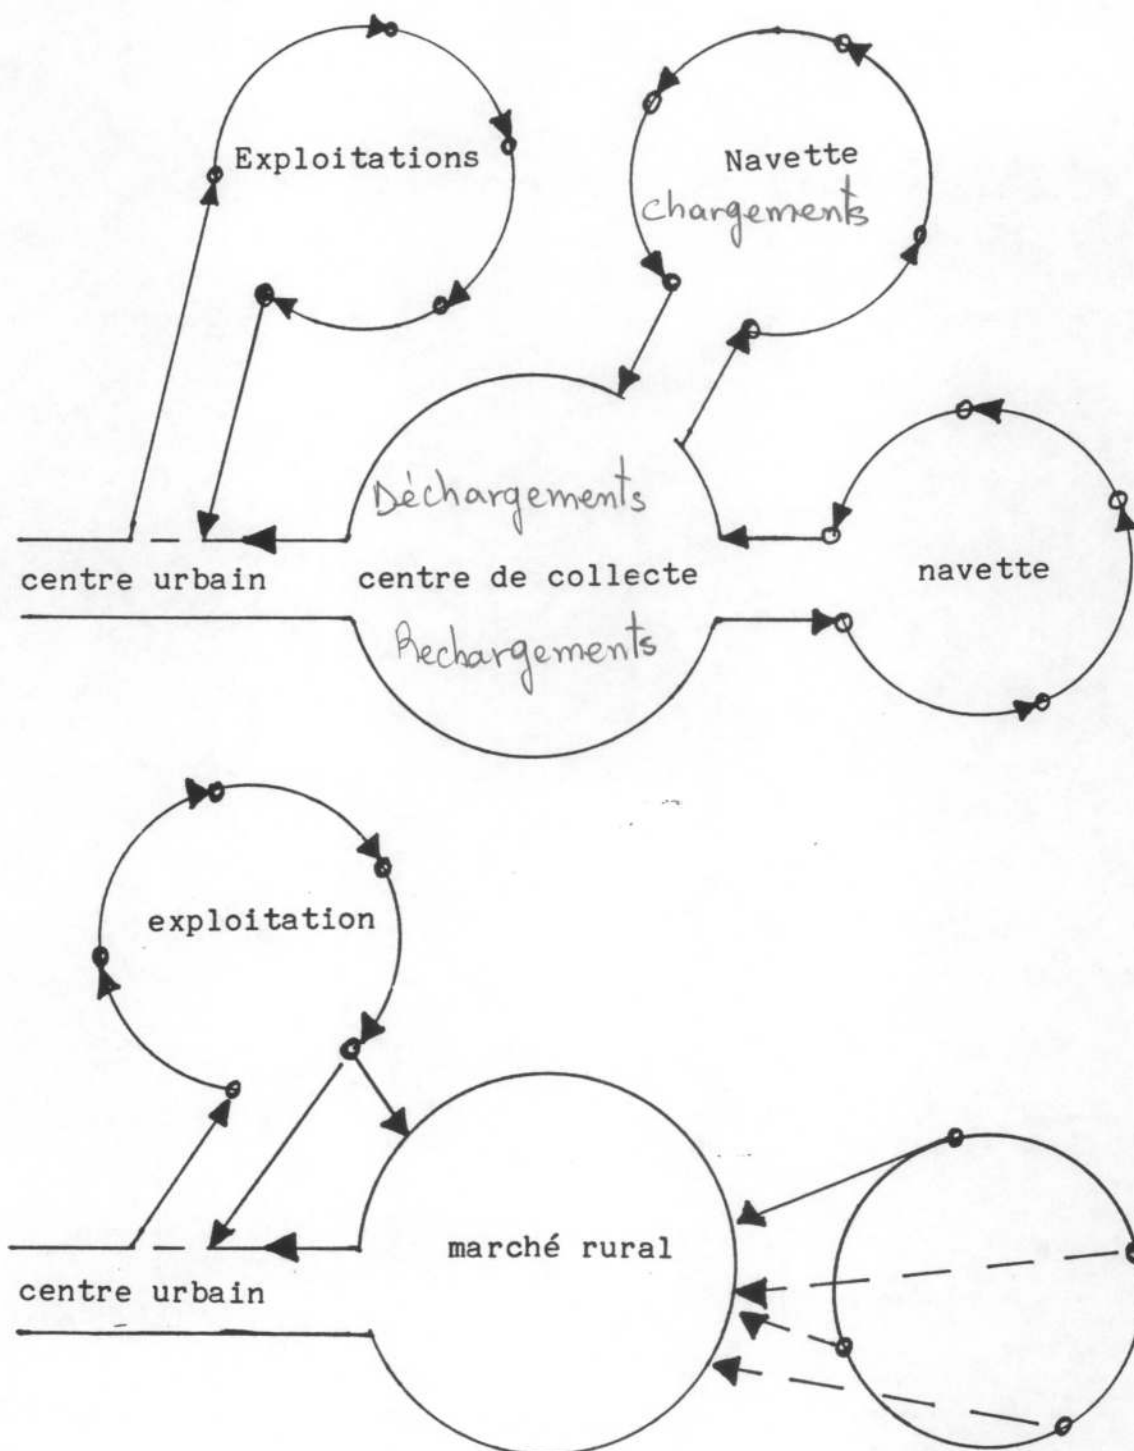 Exploitations
Navette
chargements
Déchargements
centre urbain
centre de collecte
navette
Rechargements
exploitation
marché rural
centre urbain